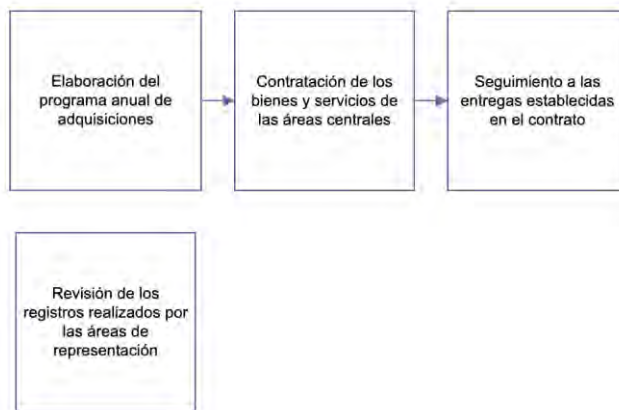 Elaboración del
programa anual de
adquisiciones
Contratación de los
bienes y servicios de
las áreas centrales
Seguimiento a las
entregas establecidas
en el contrato
Revisión de los
registros realizados por
las áreas de
representación